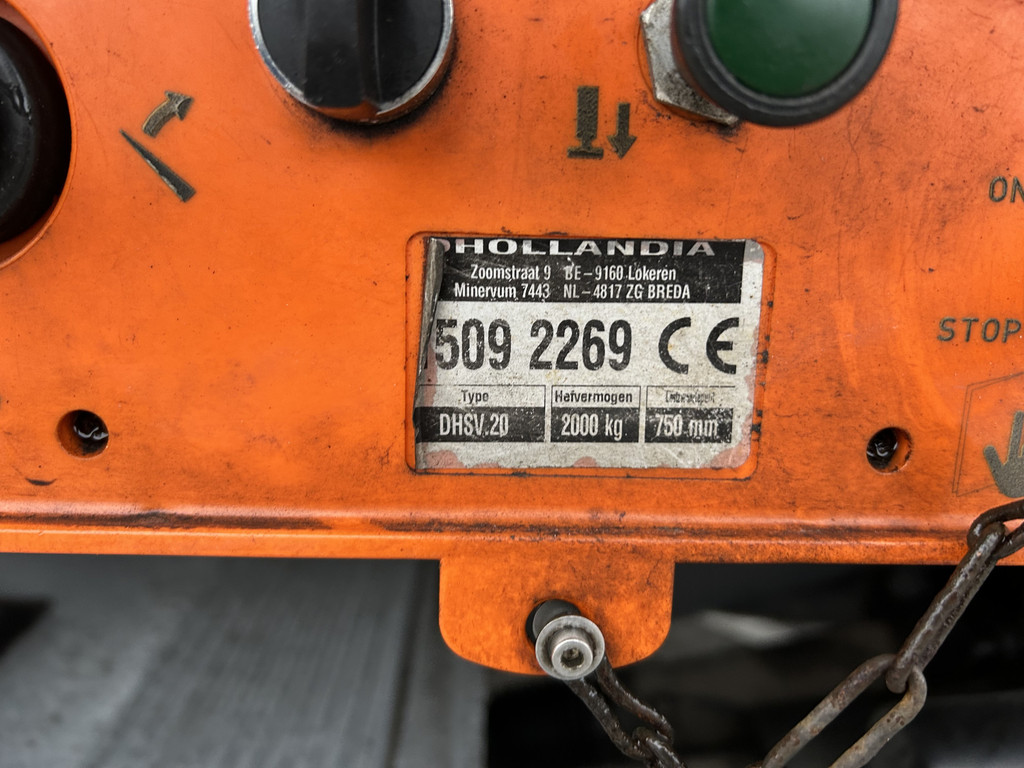 ON
DHOLLANDIA
Zoomstraat 9 BE-9160 Lokeren
Minervum 7443 NL-4817 ZG BREDA
STOP
509 2269 CE
Type Hefvermogen
DHSV.20 2000 kg 750 mm